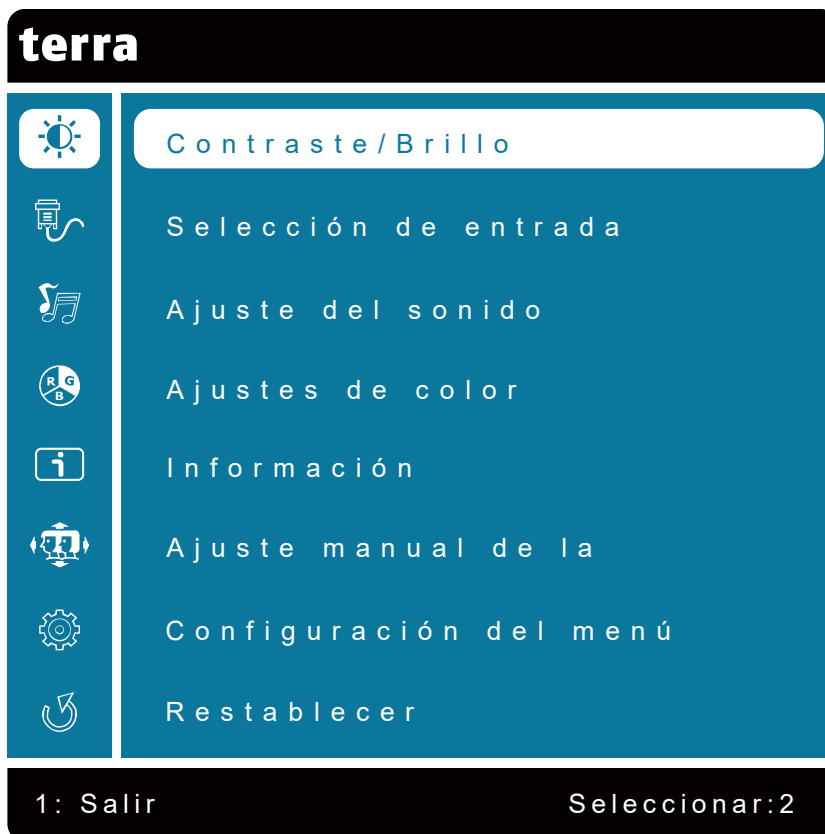 terra
Contraste/Brillo
Selección de entrada
Ajuste del sonido
R G
B
Ajustes de color
i
Información
Ajuste manual de la
Configuración del menú
Restablecer
1: Salir
Seleccionar:2